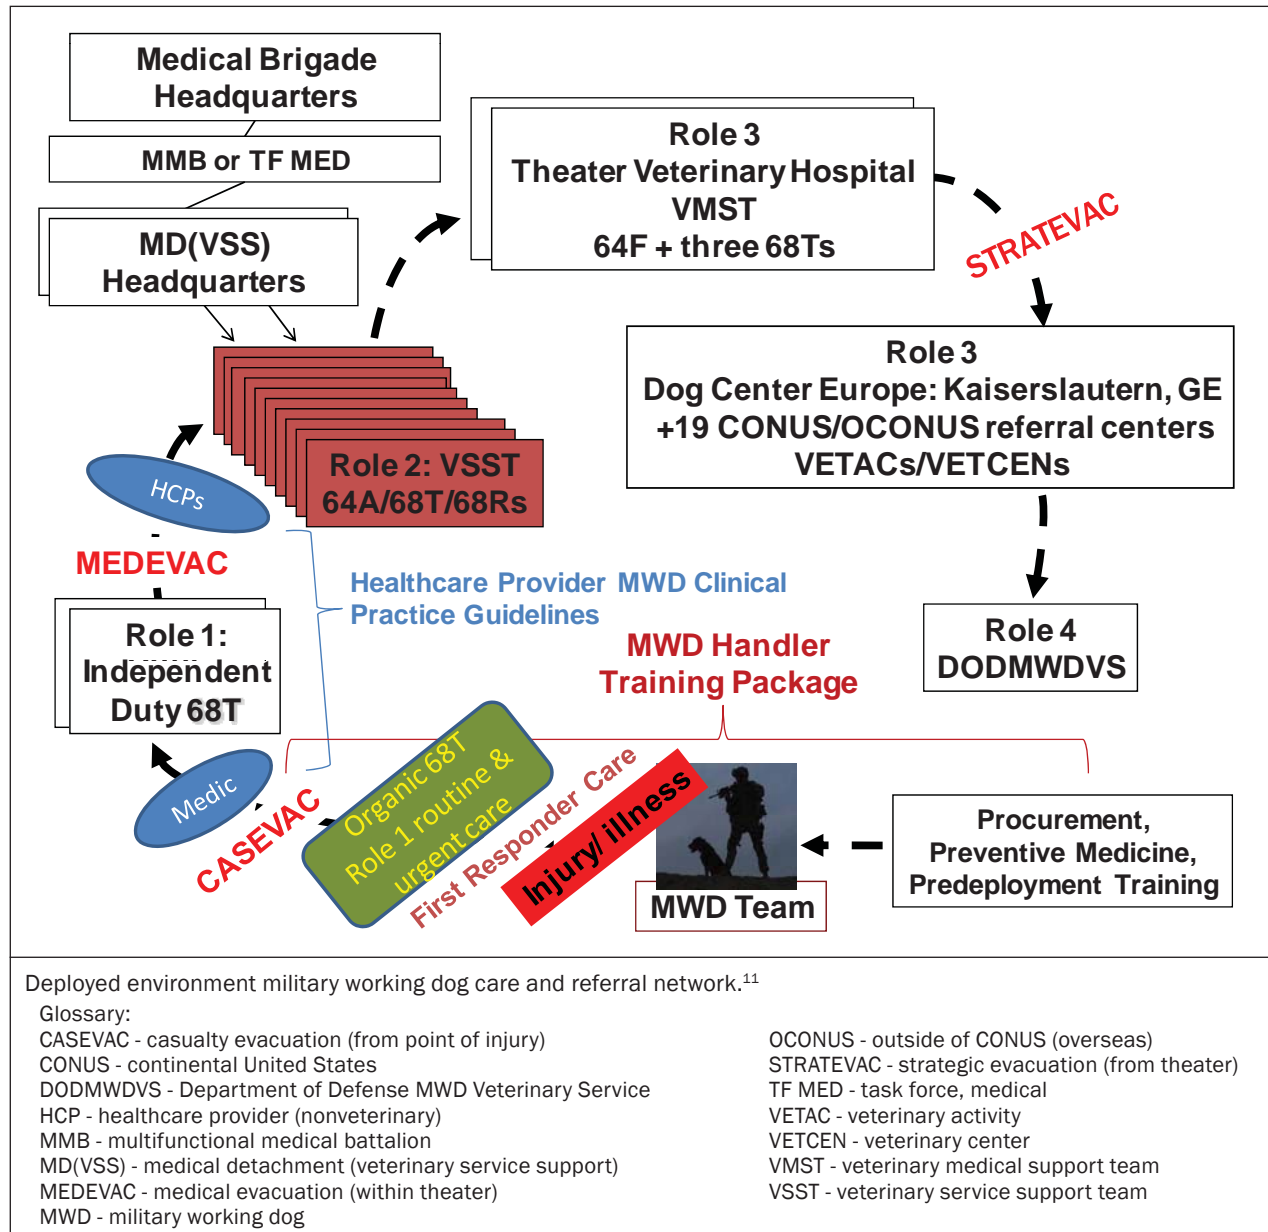 Medical Brigade
Headquarters
MMB or TF MED
MD(VSS)
Headquarters
Role 3
Theater Veterinary Hospital
VMST
64F + three 68Ts
STRATEVAC
Role 3
Dog Center Europe: Kaiserslautern, GE
+19 CONUS/OCONUS referral centers
VETACs/VETCENs
Role 2: VSST
64A/68T/68Rs
HCPs
MEDEVAC
Healthcare Provider MWD Clinical
Practice Guidelines
Role 1:
Independent
Duty 68T
Role 4
DODMWDVS
MWD Handler
Training Package
Medic
CASEVAC
Organic 68T
Role 1 routine &
urgent care
First Responder Care
Injury/ illness
MWD Team
Procurement,
Preventive Medicine,
Predeployment Training
Deployed environment military working dog care and referral network.11
Glossary:
CASEVAC - casualty evacuation (from point of injury)
CONUS - continental United States
DODMWDVS - Department of Defense MWD Veterinary Service
HCP - healthcare provider (nonveterinary)
MMB - multifunctional medical battalion
MD(VSS) - medical detachment (veterinary service support)
MEDEVAC - medical evacuation (within theater)
MWD - military working dog
OCONUS - outside of CONUS (overseas)
STRATEVAC - strategic evacuation (from theater)
TF MED - task force, medical
VETAC - veterinary activity
VETCEN - veterinary center
VMST - veterinary medical support team
VSST - veterinary service support team